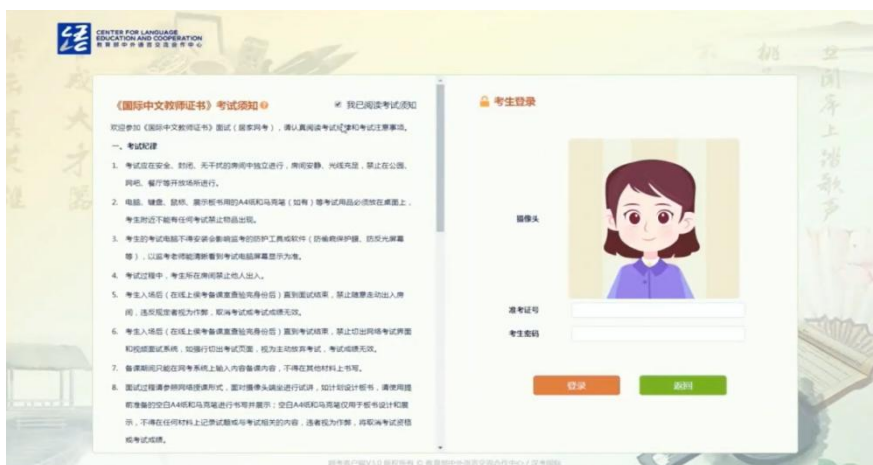 CENTER FOR LANGUAGE
EDUCATION AND COOPERATION
教育部中外语言交流合作中心
《国际中文教师证书》考试须知
我已阅读考试须知
欢迎参加《国际中文教师证书》面试（居家网考），请认真阅读考试纪律和考试注意事项。
一、考试纪律
1. 考试应在安全、封闭、无干扰的房间中独立进行，房间安静、光线充足，禁止在公园、
网吧、餐厅等开放场所进行。
2. 电脑、键盘、鼠标、展示板书用的A4纸和马克笔（如有）等考试用品必须放在桌面上，
考生附近不能有任何考试禁止物品出现。
3. 考生的考试电脑不得安装会影响监考的防护工具或软件（防偷窥保护膜、防反光屏幕
等），以监考老师能清晰看到考试电脑屏幕显示为准。
4. 考试过程中，考生所在房间禁止他人出入。
5. 考生入场后（在线上候考备课室查验完身份后）直到面试结束，禁止随意走动出入房
间，违反规定者视为作弊，取消考试或考试成绩无效。
6. 考生入场后（在线上候考备课室查验完身份后）直到考试结束，禁止切出网络考试界面
和视频面试系统，如强行切出考试页面，视为主动放弃考试，考试成绩无效。
7. 备课期间只能在网考系统上输入内容备课内容，不得在其他材料上书写。
8. 面试过程请参照网络授课形式，面对摄像头端坐进行试讲，如计划设计板书，请使用提
前准备的空白A4纸和马克笔进行书写并展示；空白A4纸和马克笔仅用于板书设计和展
示，不得在任何材料上记录试题或与考试相关的内容，违者视为作弊，将取消考试资格
或考试成绩。
考生登录
摄像头
准考证号
考生密码
登录
返回